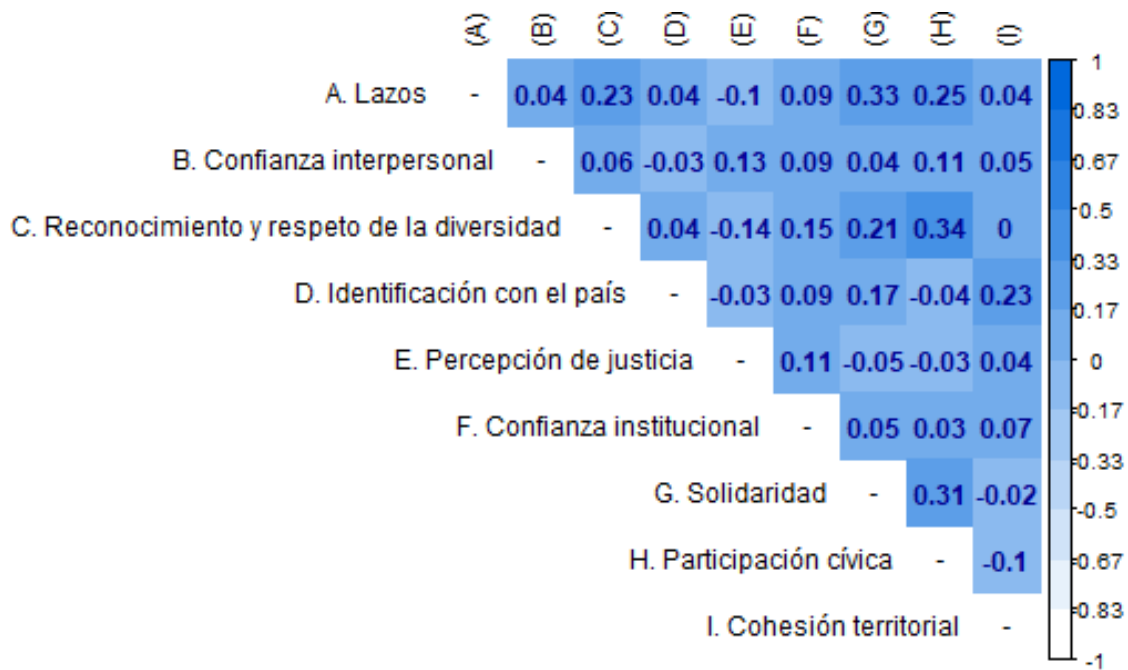 (A) (B) (C) (D) (E) (F) (G) (H) (I)
A. Lazos - 0.04 0.23 0.04 -0.1 0.09 0.33 0.25 0.04
B. Confianza interpersonal - 0.06 -0.03 0.13 0.09 0.04 0.11 0.05
C. Reconocimiento y respeto de la diversidad - 0.04 -0.14 0.15 0.21 0.34 0
D. Identificación con el país - -0.03 0.09 0.17 -0.04 0.23
E. Percepción de justicia - 0.11 -0.05 -0.03 0.04
F. Confianza institucional - 0.05 0.03 0.07
G. Solidaridad - 0.31 -0.02
H. Participación cívica - -0.1
I. Cohesión territorial -
1
0.83
0.67
0.5
0.33
0.17
0
-0.17
-0.33
-0.5
-0.67
-0.83
-1